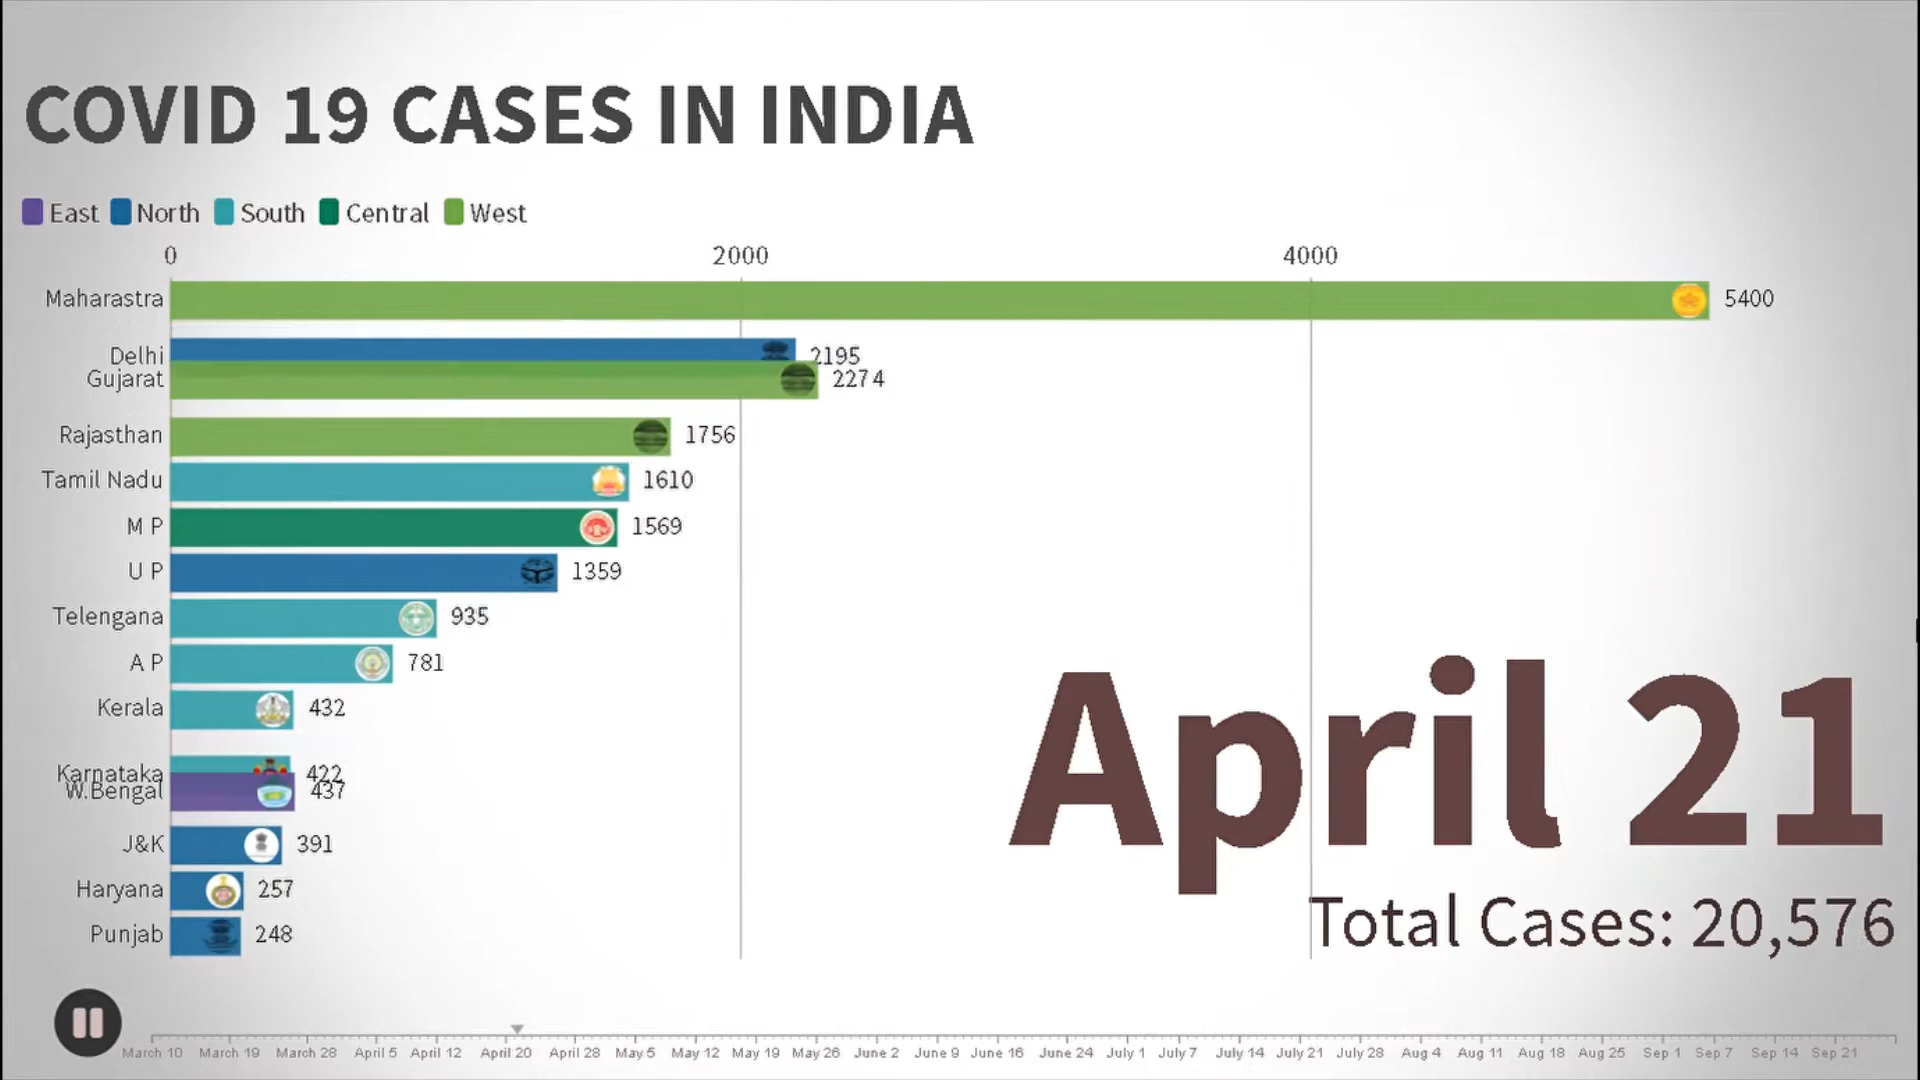 COVID 19 CASES IN INDIA
East North South Central West
0 2000 4000
Maharastra 5400
Delhi 2195
Gujarat 2274
Rajasthan 1756
Tamil Nadu 1610
M P 1569
U P 1359
Telengana 935
A P 781
Kerala 432
Karnataka 422
W.Bengal 437
J&K 391
Haryana 257
Punjab 248
April 21
Total Cases: 20,576
March 10 March 19 March 28 April 5 April 12 April 20 April 28 May 5 May 12 May 19 May 26 June 2 June 9 June 16 June 24 July 1 July 7 July 14 July 21 July 28 Aug 4 Aug 11 Aug 18 Aug 25 Sep 1 Sep 7 Sep 14 Sep 21